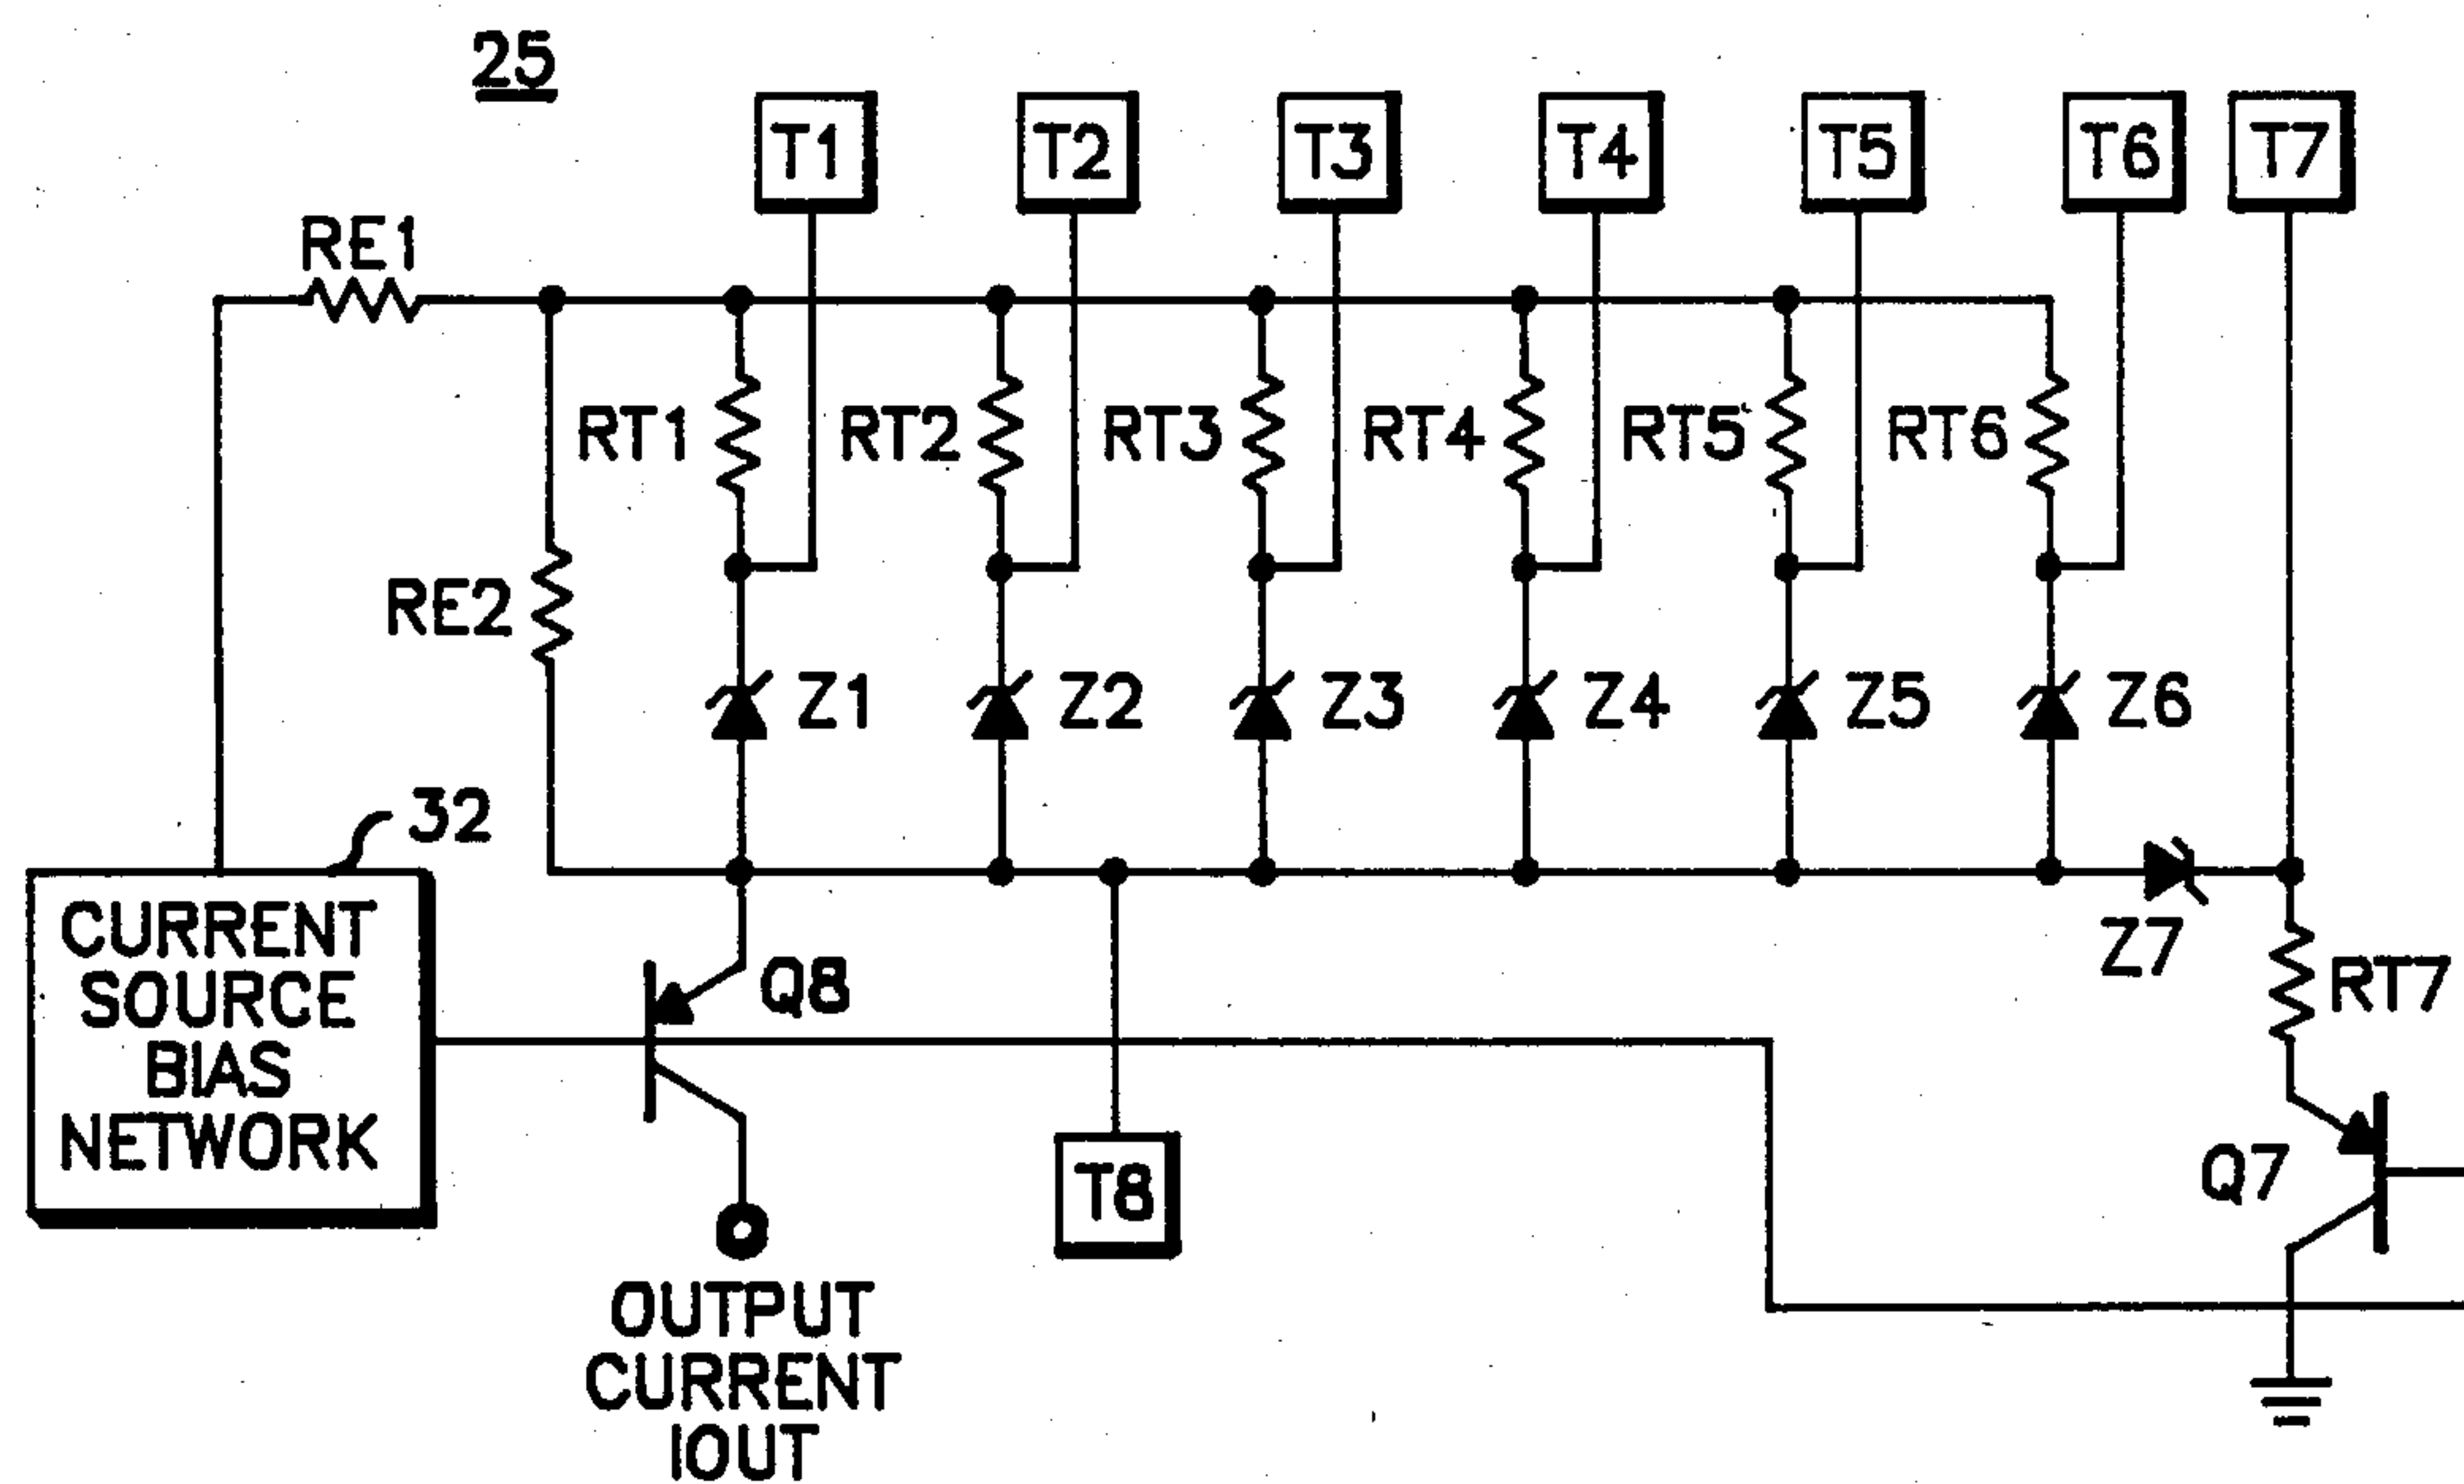 25
T1
T2
T3
T4
T5
T6
T7
RE1
RT1
RT2
RT3
RT4
RT5
RT6
RE2
Z1
Z2
Z3
Z4
Z5
Z6
32
CURRENT
SOURCE
BIAS
NETWORK
Q8
Z7
RT7
T8
Q7
OUTPUT
CURRENT
IOUT